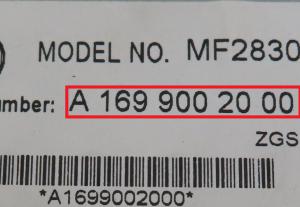 MODEL NO. MF2830
umber: A 169 900 20 00
ZGS
*A1699002000*